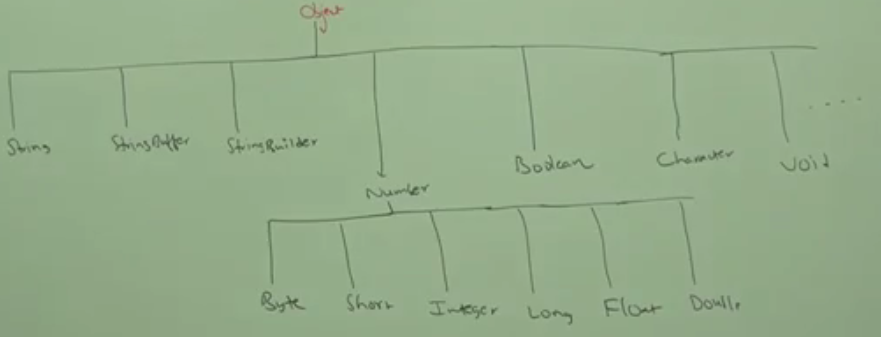 Object
String StringBuffer StringBuilder Number Boolean Character Void ....
Byte Short Integer Long Float Double